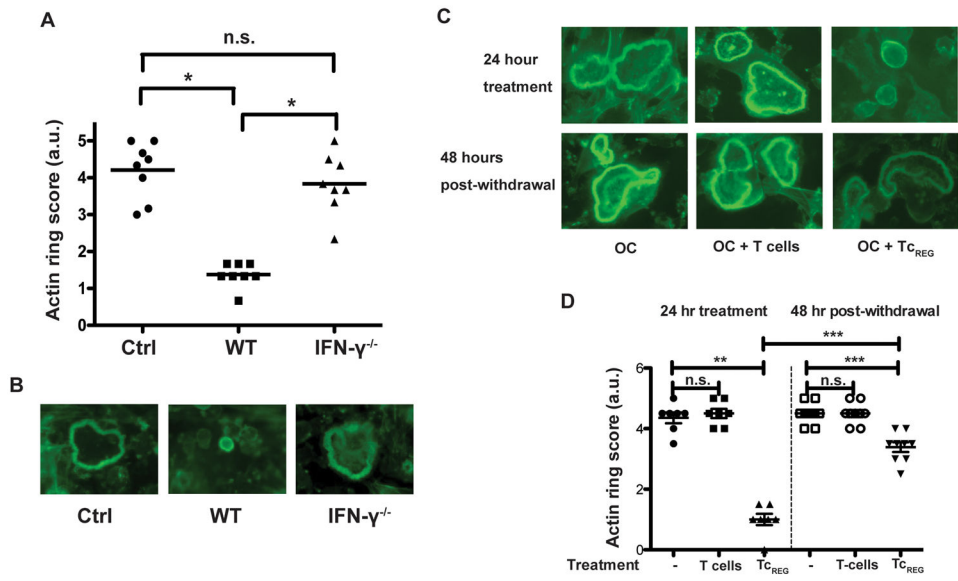 A
n.s.
*
*
Actin ring score (a.u.)
5
4
3
2
1
0
Ctrl
WT
IFN-γ-/-
B
Ctrl
WT
IFN-γ-/-
C
24 hour
treatment
48 hours
post-withdrawal
OC
OC + T cells
OC + TcREG
D
24 hr treatment
48 hr post-withdrawal
***
**
***
n.s.
n.s.
Actin ring score (a.u.)
6
4
2
0
Treatment
-
T cells
TcREG
-
T-cells
TcREG